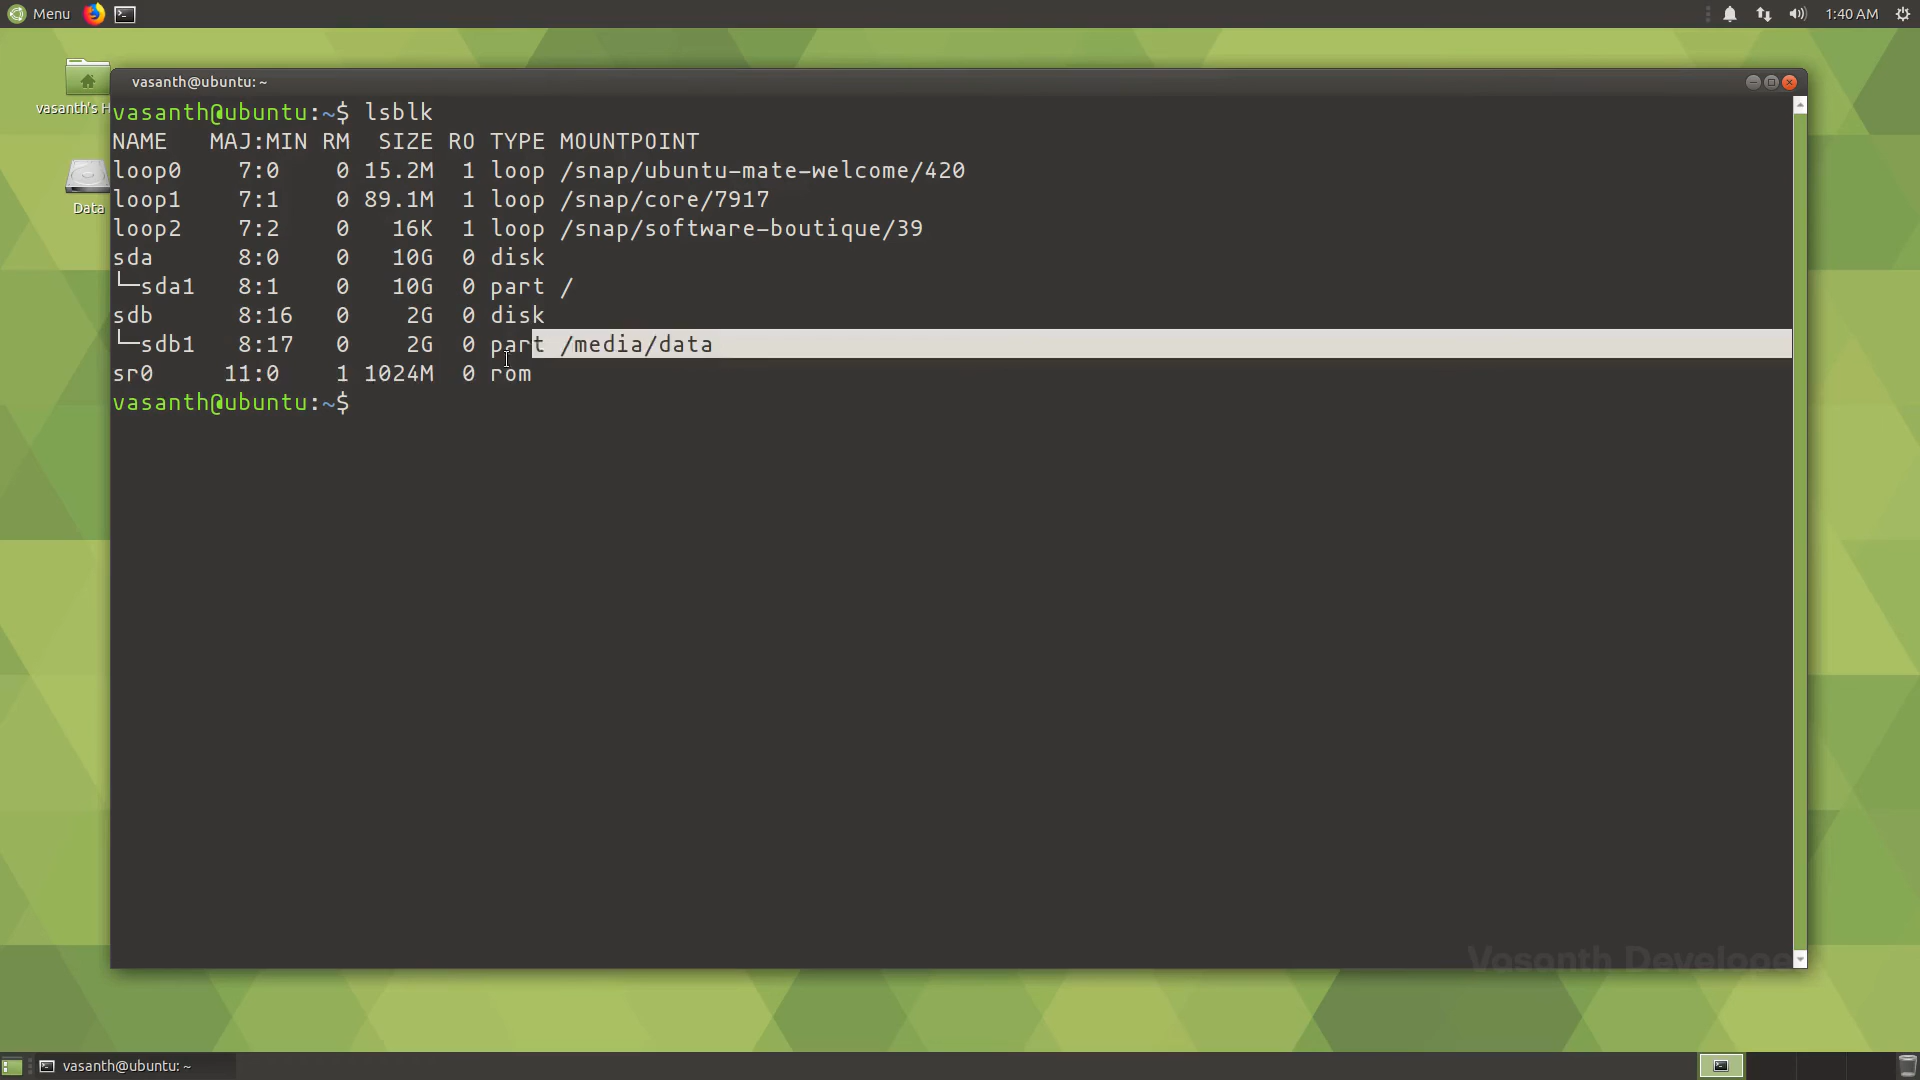 Menu
1:40 AM
vasanth@ubuntu: ~
vasanth's H
Data
vasanth@ubuntu:~$ lsblk
NAME   MAJ:MIN RM   SIZE RO TYPE MOUNTPOINT
loop0    7:0    0 15.2M  1 loop /snap/ubuntu-mate-welcome/420
loop1    7:1    0 89.1M  1 loop /snap/core/7917
loop2    7:2    0   16K  1 loop /snap/software-boutique/39
sda      8:0    0   10G  0 disk
└─sda1   8:1    0   10G  0 part /
sdb      8:16   0    2G  0 disk
└─sdb1   8:17   0    2G  0 part /media/data
sr0     11:0    1 1024M  0 rom
vasanth@ubuntu:~$
Vosonth Develope
vasanth@ubuntu: ~